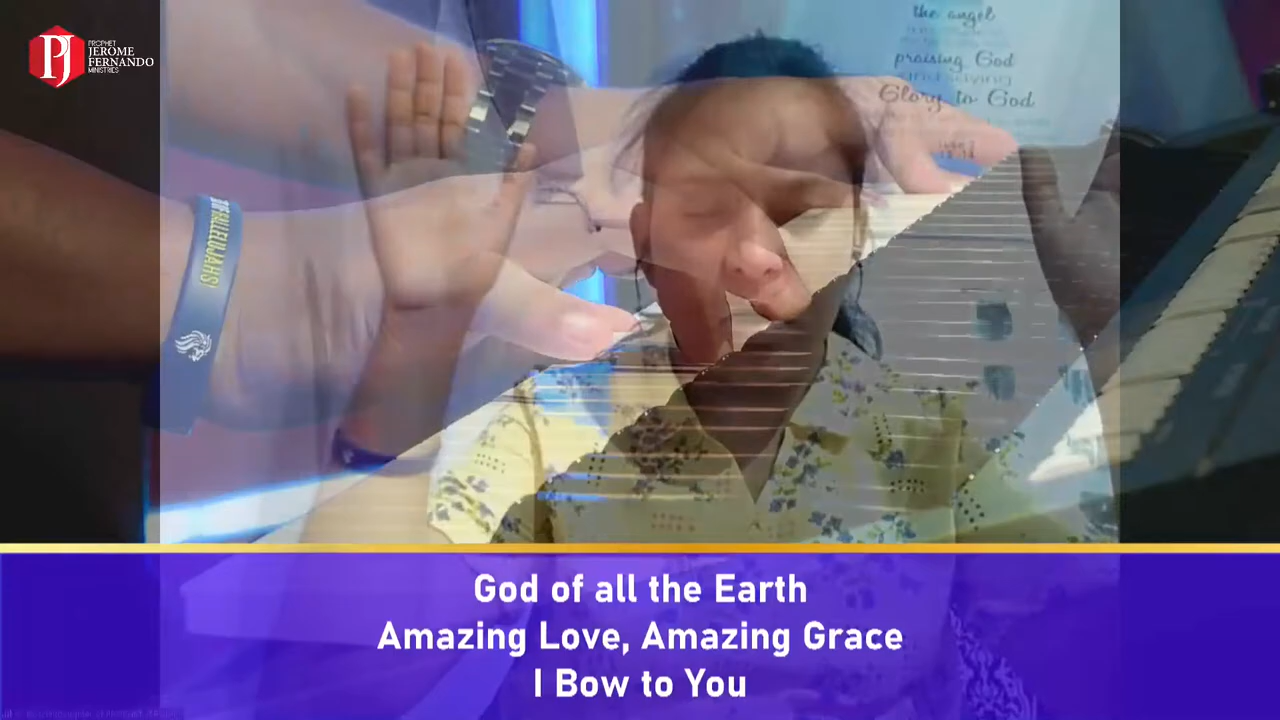 PJ
PROPHET
JEROME
FERNANDO
MINISTRIES
the angel
praising God
and saying
Glory to God
HALLELUJAHS!
God of all the Earth
Amazing Love, Amazing Grace
I Bow to You